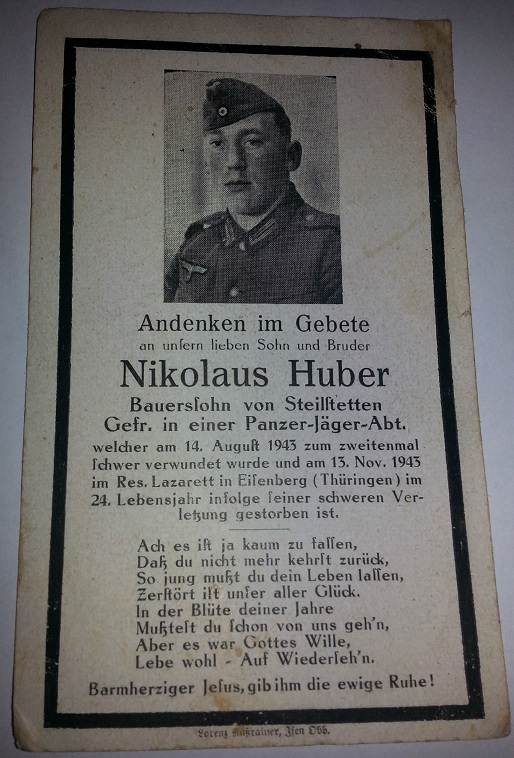 Andenken im Gebete
an unſern lieben Sohn und Bruder
Nikolaus Huber
Bauersſohn von Steilſtetten
Gefr. in einer Panzer-Jäger-Abt.
welcher am 14. Auguſt 1943 zum zweitenmal
ſchwer verwundet wurde und am 13. Nov. 1943
im Res. Lazarett in Eiſenberg (Thüringen) im
24. Lebensjahr infolge ſeiner schweren Ver-
letzung gestorben ist.
Ach es iſt ja kaum zu faſſen,
Daß du nicht mehr kehrſt zurück,
So jung mußt du dein Leben laſſen,
Zerſtört iſt unſer aller Glück.
In der Blüte deiner Jahre
Mußteſt du ſchon von uns geh'n,
Aber es war Gottes Wille,
Lebe wohl - Auf Wiederſeh'n.
Barmherziger Jeſus, gib ihm die ewige Ruhe!
Lorenz Isen Obb.